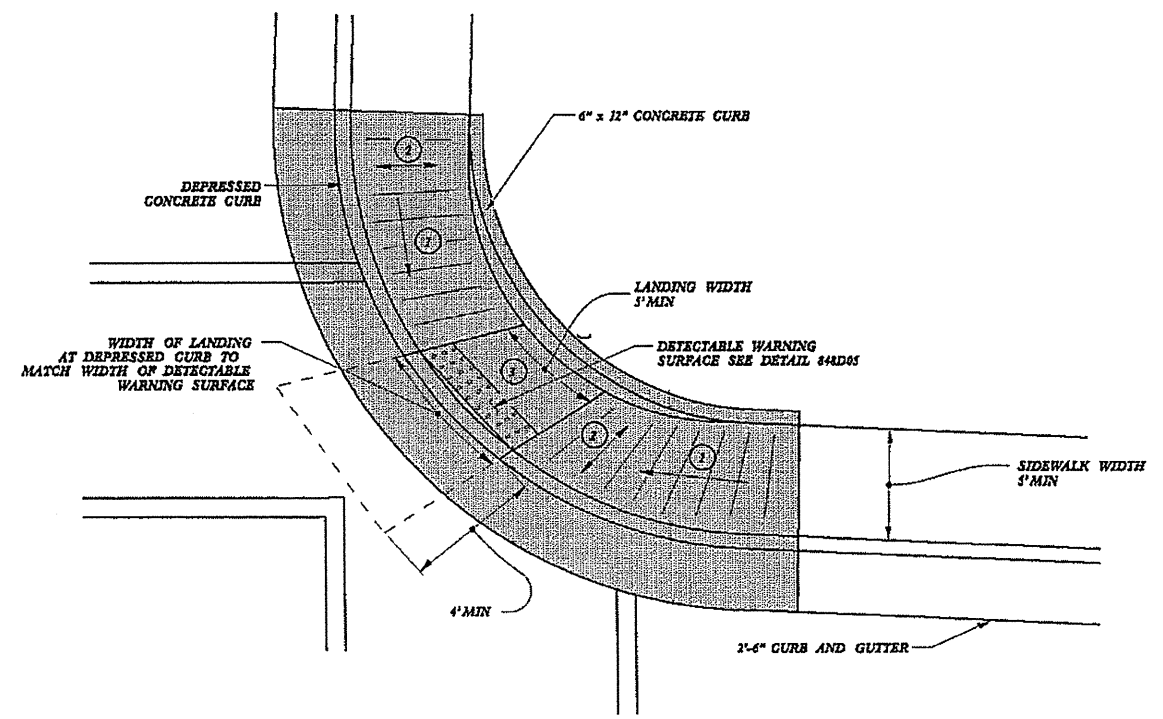 6" x 12" CONCRETE CURB
2
DEPRESSED
CONCRETE CURB
1
LANDING WIDTH
5' MIN
WIDTH OF LANDING
AT DEPRESSED CURB TO
MATCH WIDTH OF DETECTABLE
WARNING SURFACE
DETECTABLE WARNING
SURFACE SEE DETAIL 848D05
3
2
1
SIDEWALK WIDTH
5' MIN
4' MIN
2'-6" CURB AND GUTTER